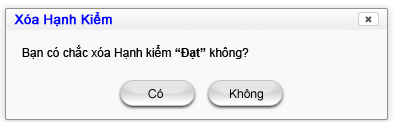 Xóa Hạnh Kiểm
Bạn có chắc xóa Hạnh kiểm “Đạt” không?
Có
Không